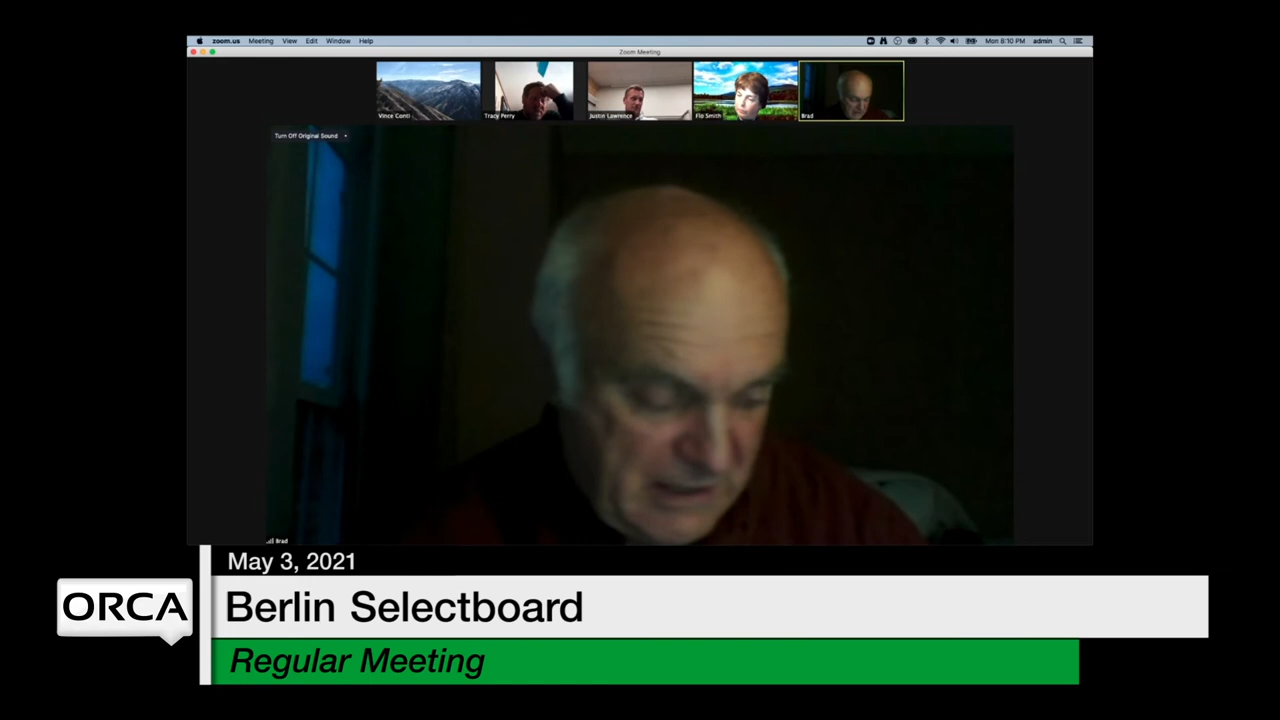 zoom.us Meeting View Edit Window Help Mon 8:10 PM admin
Zoom Meeting
Vince Conti Tracy Perry Justin Lawrence Flo Smith Brad
Turn Off Original Sound
Brad
May 3, 2021
ORCA
Berlin Selectboard
Regular Meeting